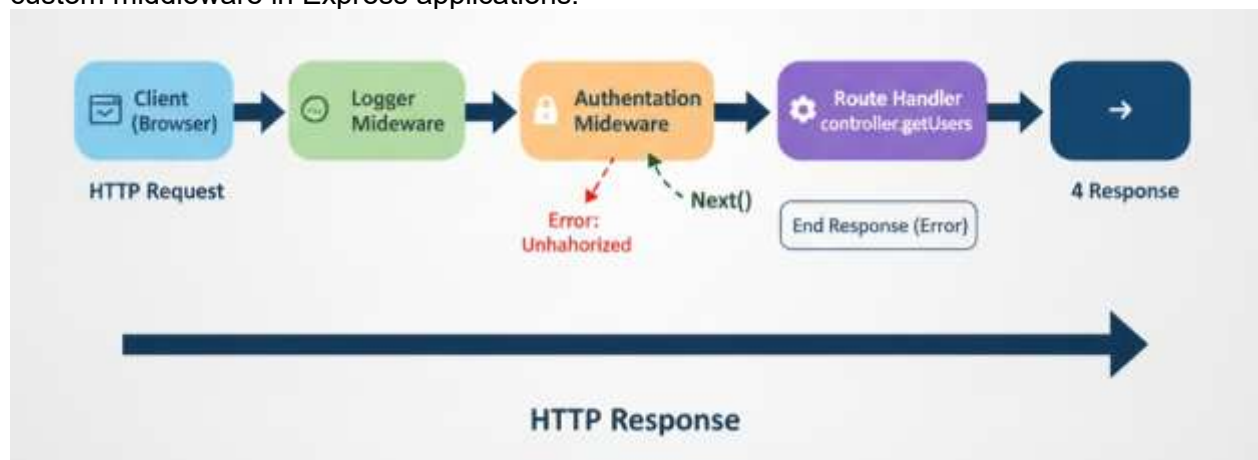 custom middleware in Express applications.
Client
(Browser)
Logger
Mideware
Authentation
Mideware
Route Handler
controller.getUsers
HTTP Request
4 Response
Next()
Error:
Unhahorized
End Response (Error)
HTTP Response